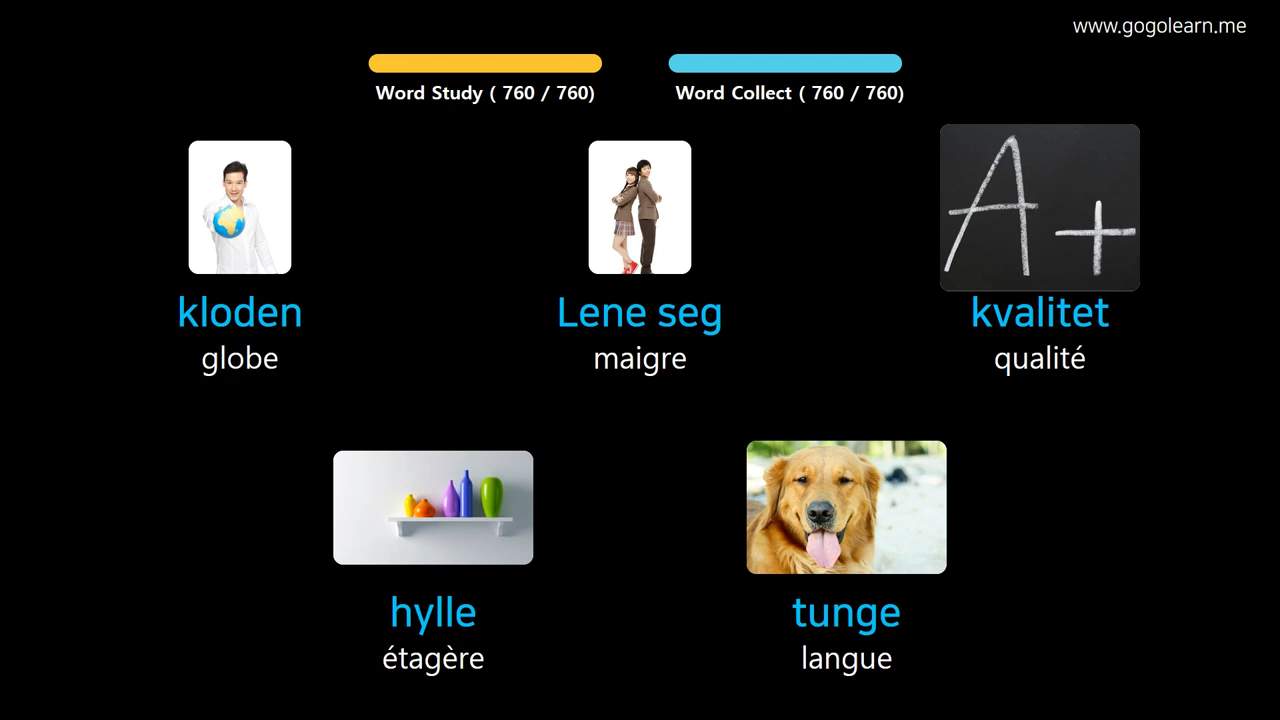 www.gogolearn.me
Word Study ( 760 / 760)
Word Collect ( 760 / 760)
A+
kloden
globe
Lene seg
maigre
kvalitet
qualité
hylle
étagère
tunge
langue